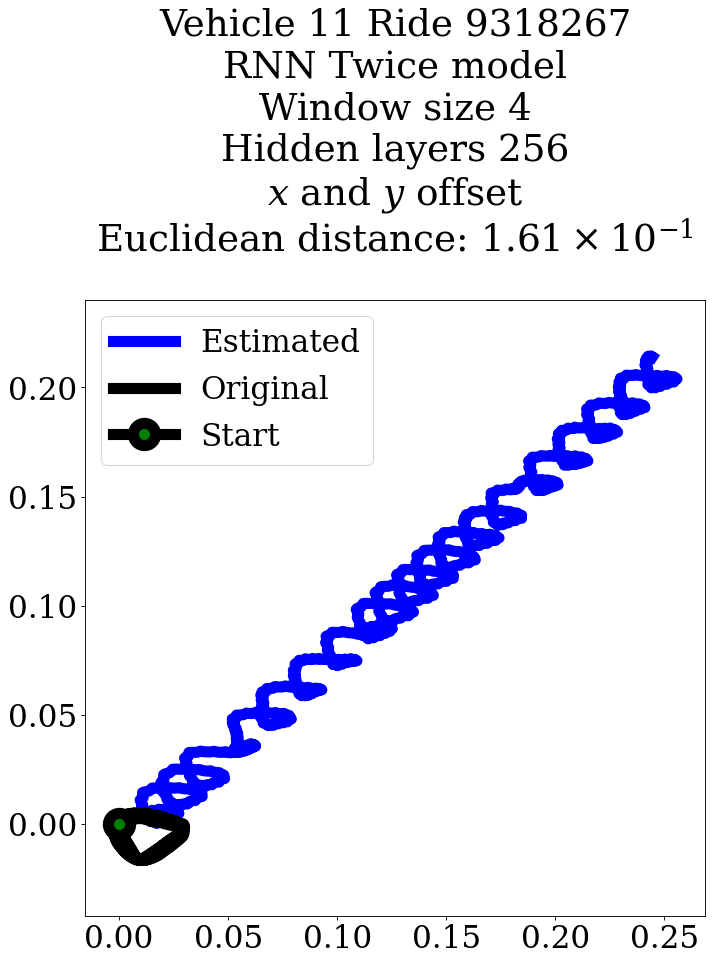 Vehicle 11 Ride 9318267
RNN Twice model
Window size 4
Hidden layers 256
x and y offset
Euclidean distance: 1.61 × 10⁻¹
Estimated
Original
Start
0.20
0.15
0.10
0.05
0.00
0.00 0.05 0.10 0.15 0.20 0.25